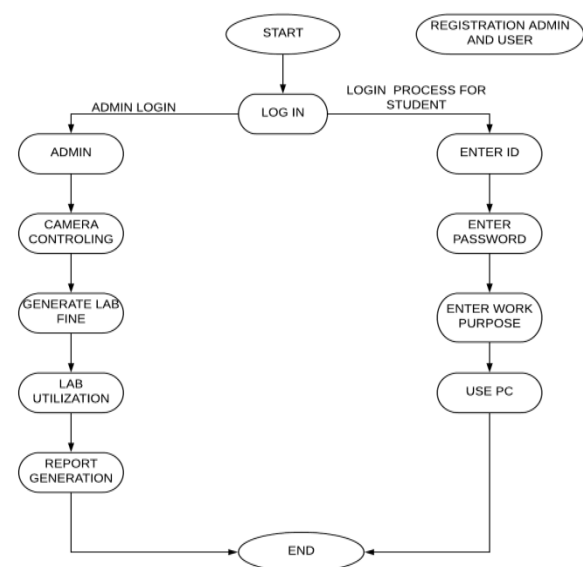 START
REGISTRATION ADMIN
AND USER
LOG IN
ADMIN LOGIN
LOGIN PROCESS FOR
STUDENT
ADMIN
ENTER ID
CAMERA
CONTROLING
ENTER
PASSWORD
GENERATE LAB
FINE
ENTER WORK
PURPOSE
LAB
UTILIZATION
USE PC
REPORT
GENERATION
END